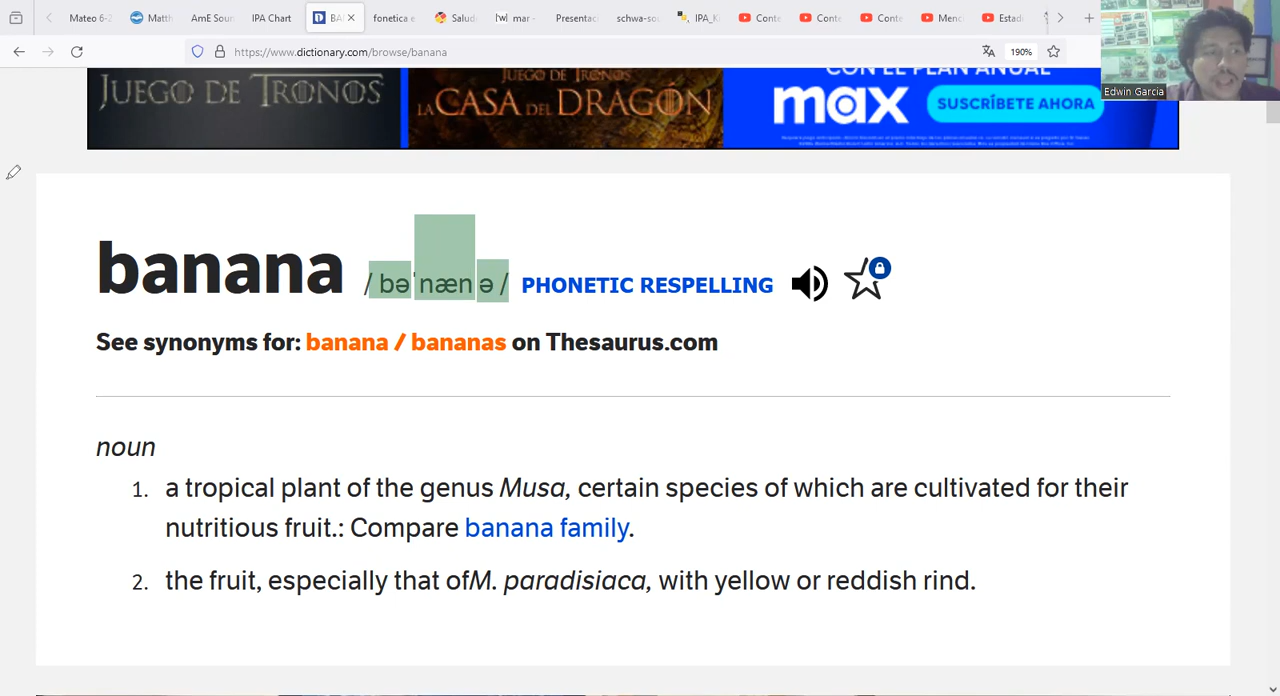 Mateo 6-2
Matth
AmE Soun
IPA Chart
BA
fonetica e
Salud
mar -
Presentac
schwa-so
IPA_K
Conte
Conte
Conte
Menc
Estad
https://www.dictionary.com/browse/banana
190%
Edwin Garcia
JUEGO DE TRONOS
JUEGO DE TRONOS
LA CASA DEL DRAGÓN
CON EL PLAN ANUAL
max
SUSCRÍBETE AHORA
banana / bəˈnæn ə / PHONETIC RESPELLING
See synonyms for: banana / bananas on Thesaurus.com
noun
1. a tropical plant of the genus Musa, certain species of which are cultivated for their
nutritious fruit.: Compare banana family.
2. the fruit, especially that ofM. paradisiaca, with yellow or reddish rind.